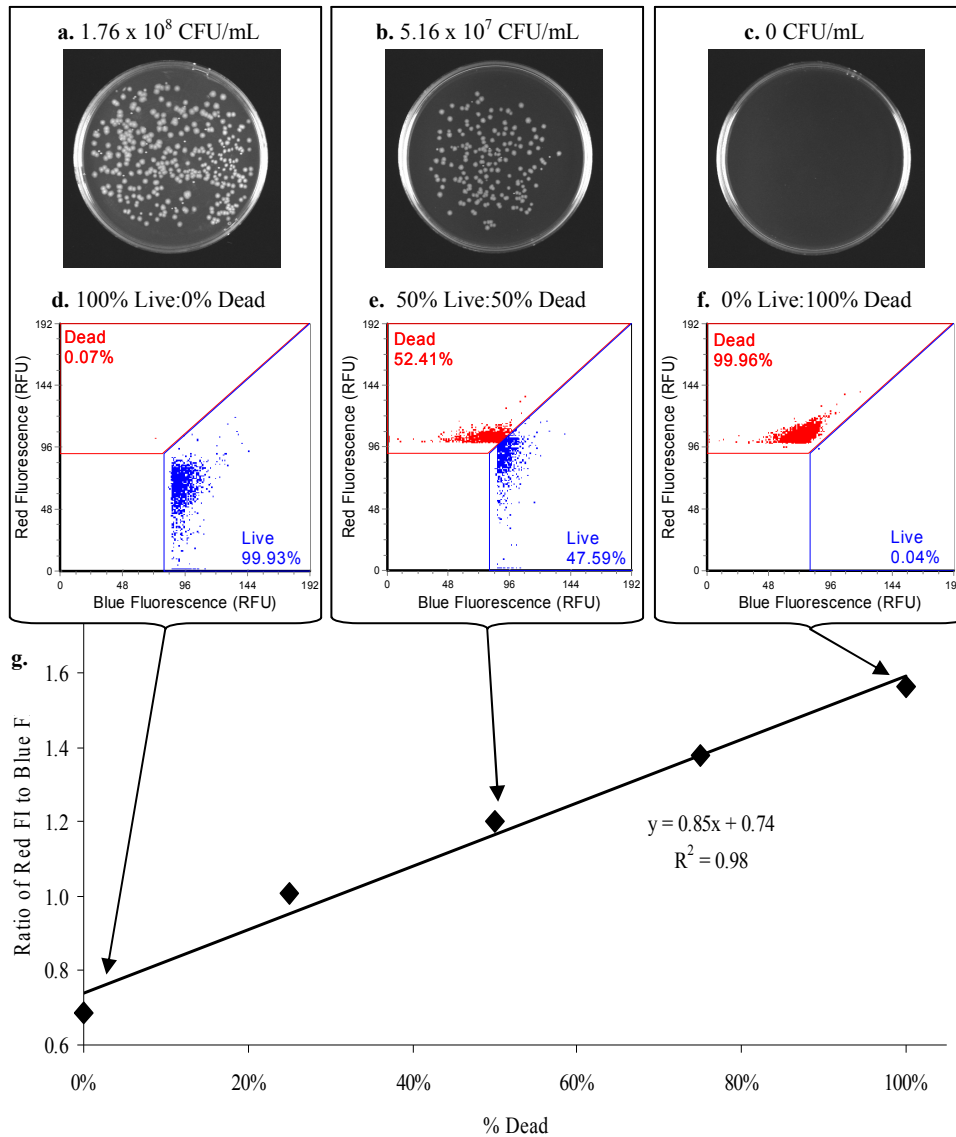 a. 1.76 x 10⁸ CFU/mL
b. 5.16 x 10⁷ CFU/mL
c. 0 CFU/mL
d. 100% Live:0% Dead
e. 50% Live:50% Dead
f. 0% Live:100% Dead
Red Fluorescence (RFU)
192
144
96
48
0
Dead
0.07%
Live
99.93%
0
48
96
144
192
Blue Fluorescence (RFU)
Red Fluorescence (RFU)
192
144
96
48
0
Dead
52.41%
Live
47.59%
0
48
96
144
192
Blue Fluorescence (RFU)
Red Fluorescence (RFU)
192
144
96
48
0
Dead
99.96%
Live
0.04%
0
48
96
144
192
Blue Fluorescence (RFU)
g.
Ratio of Red FI to Blue F
1.6
1.4
1.2
1.0
0.8
0.6
y = 0.85x + 0.74
R² = 0.98
0%
20%
40%
60%
80%
100%
% Dead